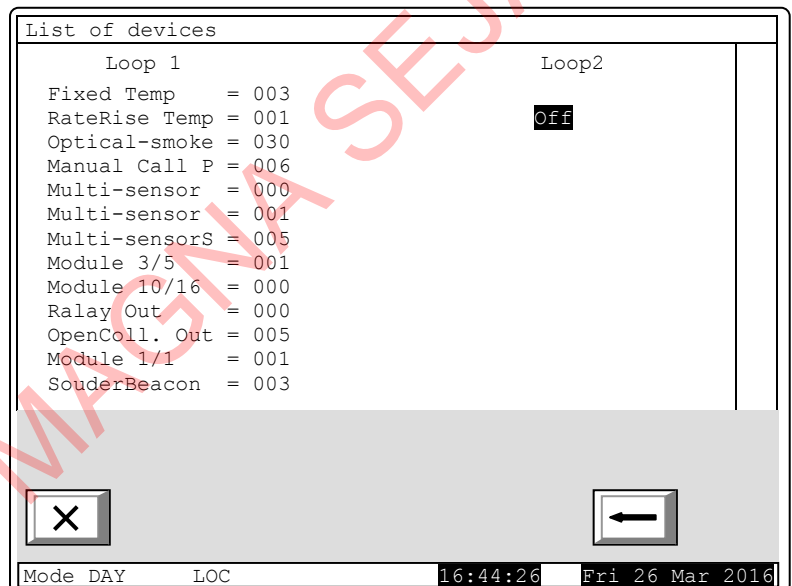 List of devices
Loop 1 Loop2
Fixed Temp = 003
RateRise Temp = 001 Off
Optical-smoke = 030
Manual Call P = 006
Multi-sensor = 000
Multi-sensor = 001
Multi-sensorS = 005
Module 3/5 = 001
Module 10/16 = 000
Ralay Out = 000
OpenColl. Out = 005
Module 1/1 = 001
SouderBeacon = 003
Mode DAY LOC 16:44:26 Fri 26 Mar 2016
MAGNA SEJA